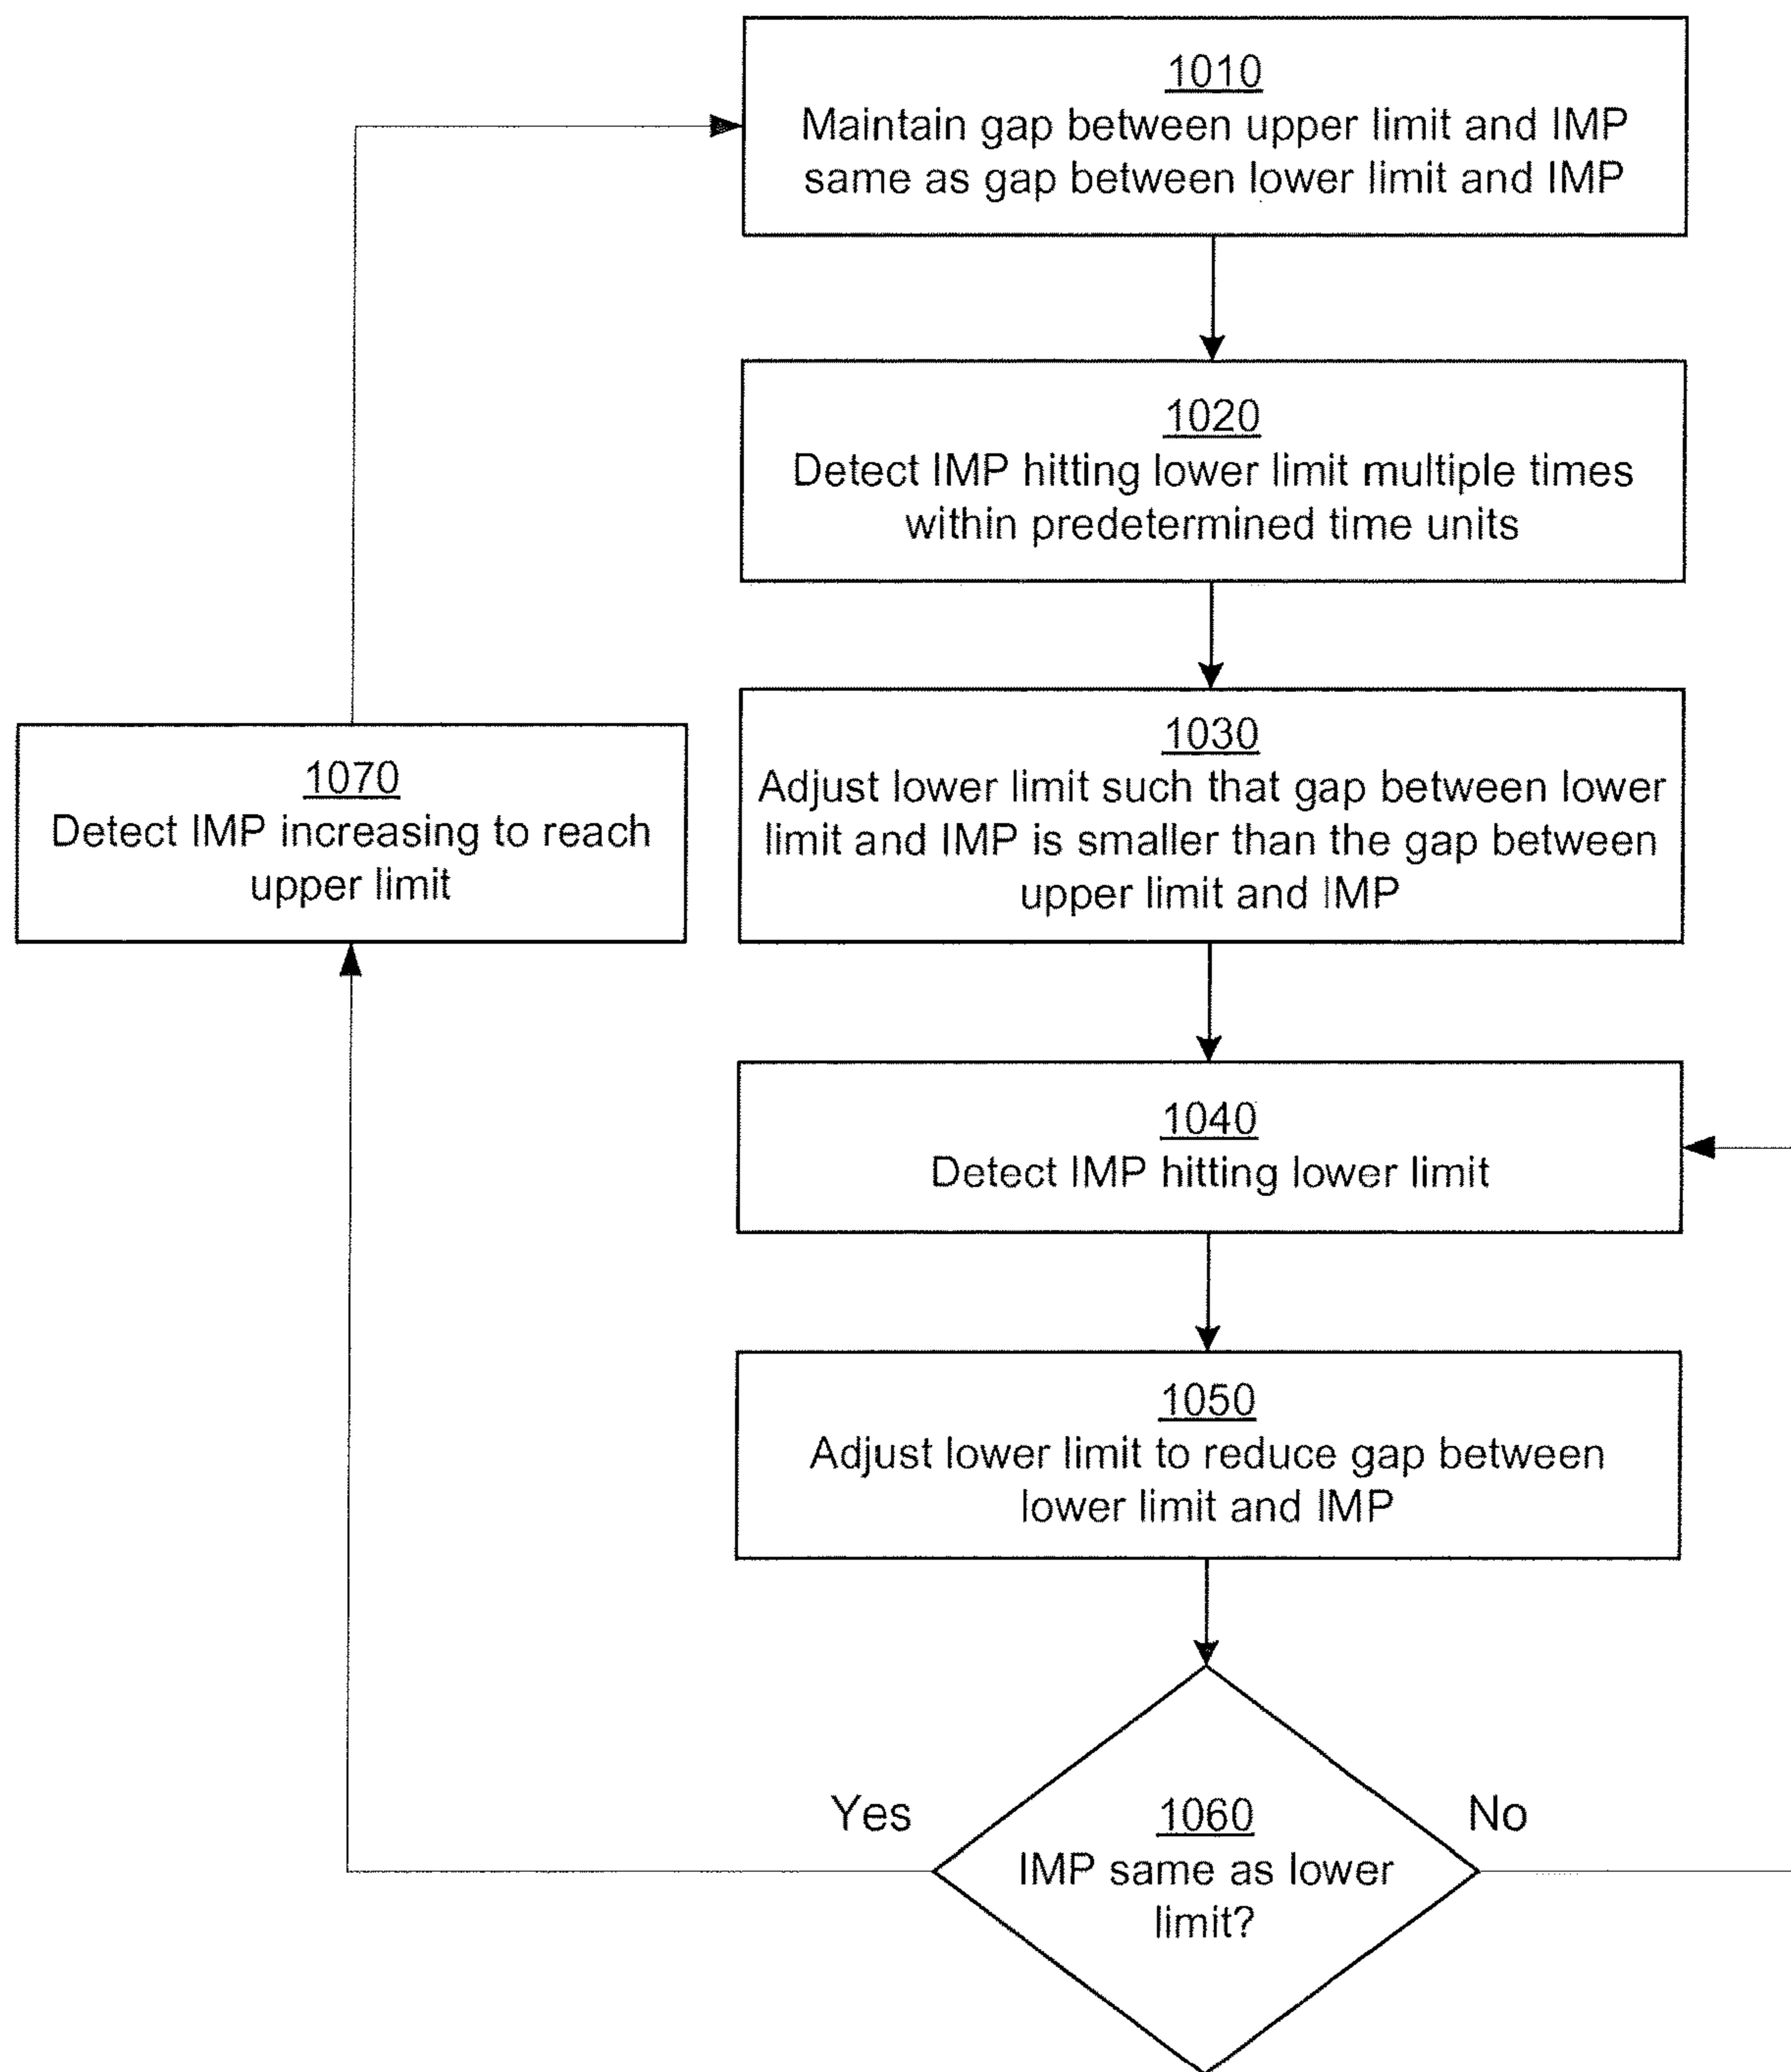 1010
Maintain gap between upper limit and IMP
same as gap between lower limit and IMP
1020
Detect IMP hitting lower limit multiple times
within predetermined time units
1030
Adjust lower limit such that gap between lower
limit and IMP is smaller than the gap between
upper limit and IMP
1070
Detect IMP increasing to reach
upper limit
1040
Detect IMP hitting lower limit
1050
Adjust lower limit to reduce gap between
lower limit and IMP
Yes
1060
IMP same as lower
limit?
No